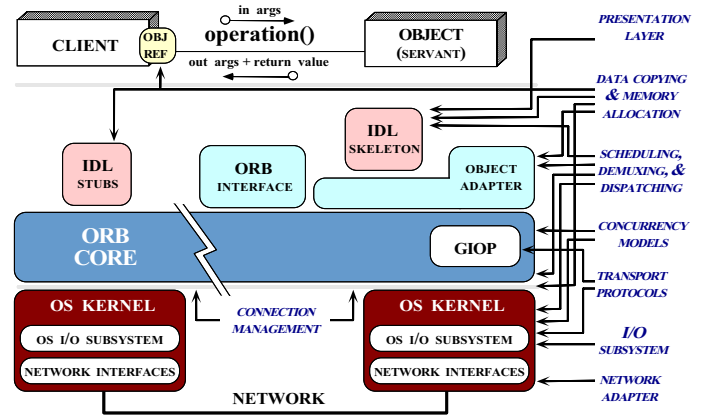 in args
operation()
out args + return value
CLIENT
OBJ
REF
OBJECT
(SERVANT)
PRESENTATION
LAYER
DATA COPYING
& MEMORY
ALLOCATION
IDL
STUBS
ORB
INTERFACE
IDL
SKELETON
OBJECT
ADAPTER
SCHEDULING,
DEMUXING, &
DISPATCHING
ORB
CORE
GIOP
CONCURRENCY
MODELS
TRANSPORT
PROTOCOLS
OS KERNEL
OS I/O SUBSYSTEM
NETWORK INTERFACES
CONNECTION
MANAGEMENT
OS KERNEL
OS I/O SUBSYSTEM
NETWORK INTERFACES
I/O
SUBSYSTEM
NETWORK
ADAPTER
NETWORK